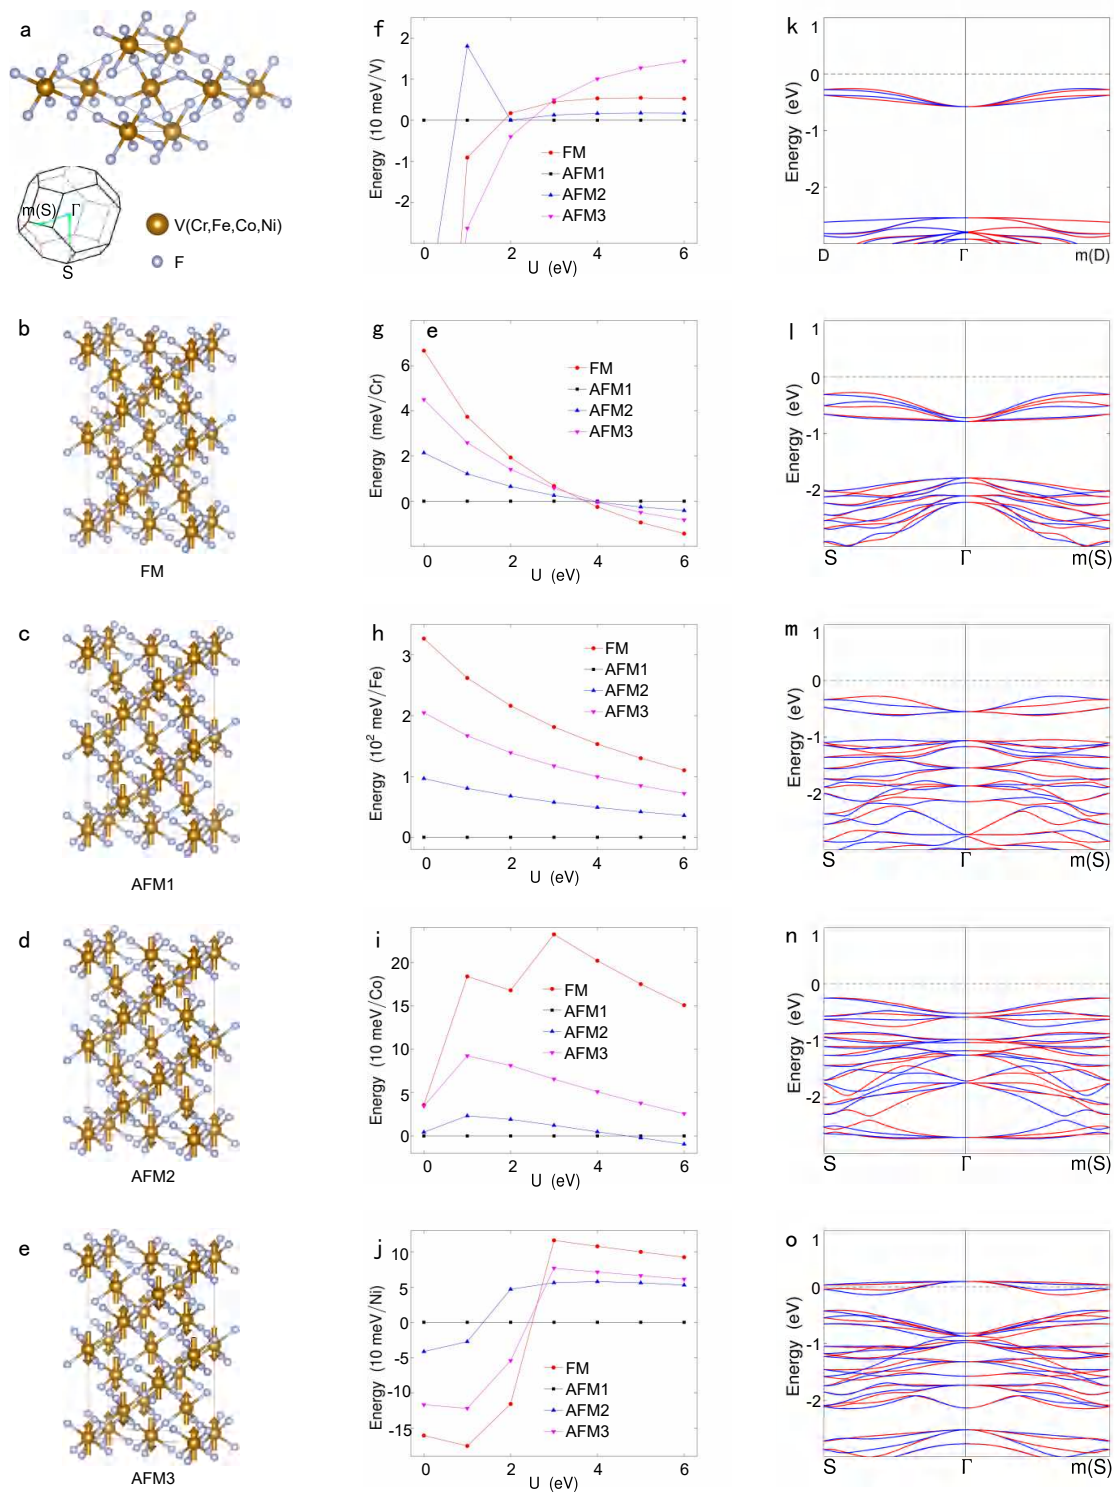 a
m(S)
Γ
S
V(Cr,Fe,Co,Ni)
F
f
Energy (10 meV/V)
2
1
0
-1
-2
FM
AFM1
AFM2
AFM3
0
2
4
6
U (eV)
k
Energy (eV)
1
0
-1
-2
D
Γ
m(D)
b
FM
g
e
Energy (meV/Cr)
6
4
2
0
FM
AFM1
AFM2
AFM3
0
2
4
6
U (eV)
l
Energy (eV)
1
0
-1
-2
S
Γ
m(S)
c
AFM1
h
Energy (10² meV/Fe)
3
2
1
0
FM
AFM1
AFM2
AFM3
0
2
4
6
U (eV)
m
Energy (eV)
1
0
-1
-2
S
Γ
m(S)
d
AFM2
i
Energy (10 meV/Co)
20
15
10
5
0
FM
AFM1
AFM2
AFM3
0
2
4
6
U (eV)
n
Energy (eV)
1
0
-1
-2
S
Γ
m(S)
e
AFM3
j
Energy (10 meV/Ni)
10
5
0
-5
-10
-15
FM
AFM1
AFM2
AFM3
0
2
4
6
U (eV)
o
Energy (eV)
1
0
-1
-2
S
Γ
m(S)